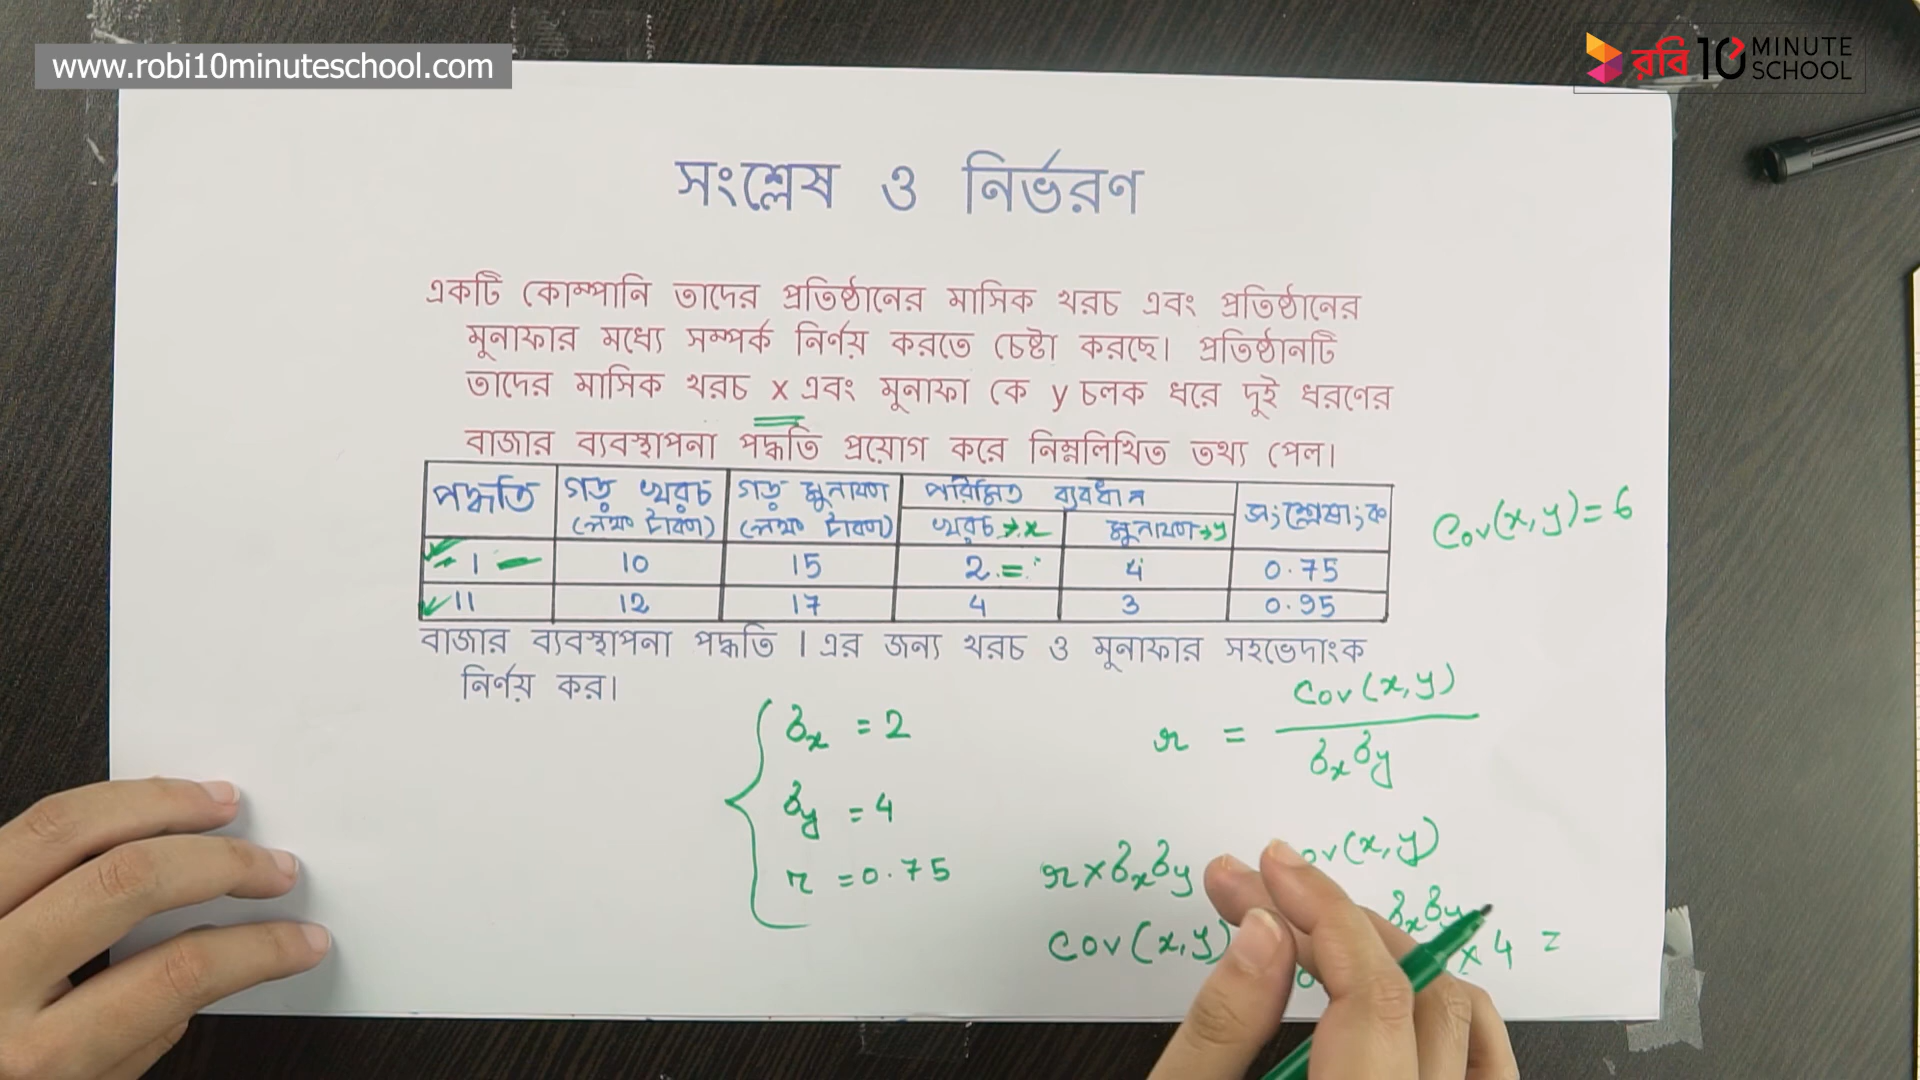 www.robi10minuteschool.com
রবি 10 MINUTE SCHOOL
সংশ্লেষ ও নির্ভরণ
একটি কোম্পানি তাদের প্রতিষ্ঠানের মাসিক খরচ এবং প্রতিষ্ঠানের
মুনাফার মধ্যে সম্পর্ক নির্ণয় করতে চেষ্টা করছে। প্রতিষ্ঠানটি
তাদের মাসিক খরচ x এবং মুনাফা কে y চলক ধরে দুই ধরণের
বাজার ব্যবস্থাপনা পদ্ধতি প্রয়োগ করে নিম্নলিখিত তথ্য পেল।
পদ্ধতি গড় খরচ গড় মুনাফা পরিমিত ব্যবধান সংশ্লেষাংক
(লক্ষ টাকা) (লক্ষ টাকা) খরচ→x মুনাফা→y
I 10 15 2 = 4 0.75
II 12 17 4 3 0.95
Cov(x,y)=6
বাজার ব্যবস্থাপনা পদ্ধতি I এর জন্য খরচ ও মুনাফার সহভেদাংক
নির্ণয় কর।
σx = 2
σy = 4
r = 0.75
r = Cov(x,y)
σxσy
r×σxσy
Cov(x,y)
σxσy
× 4 =